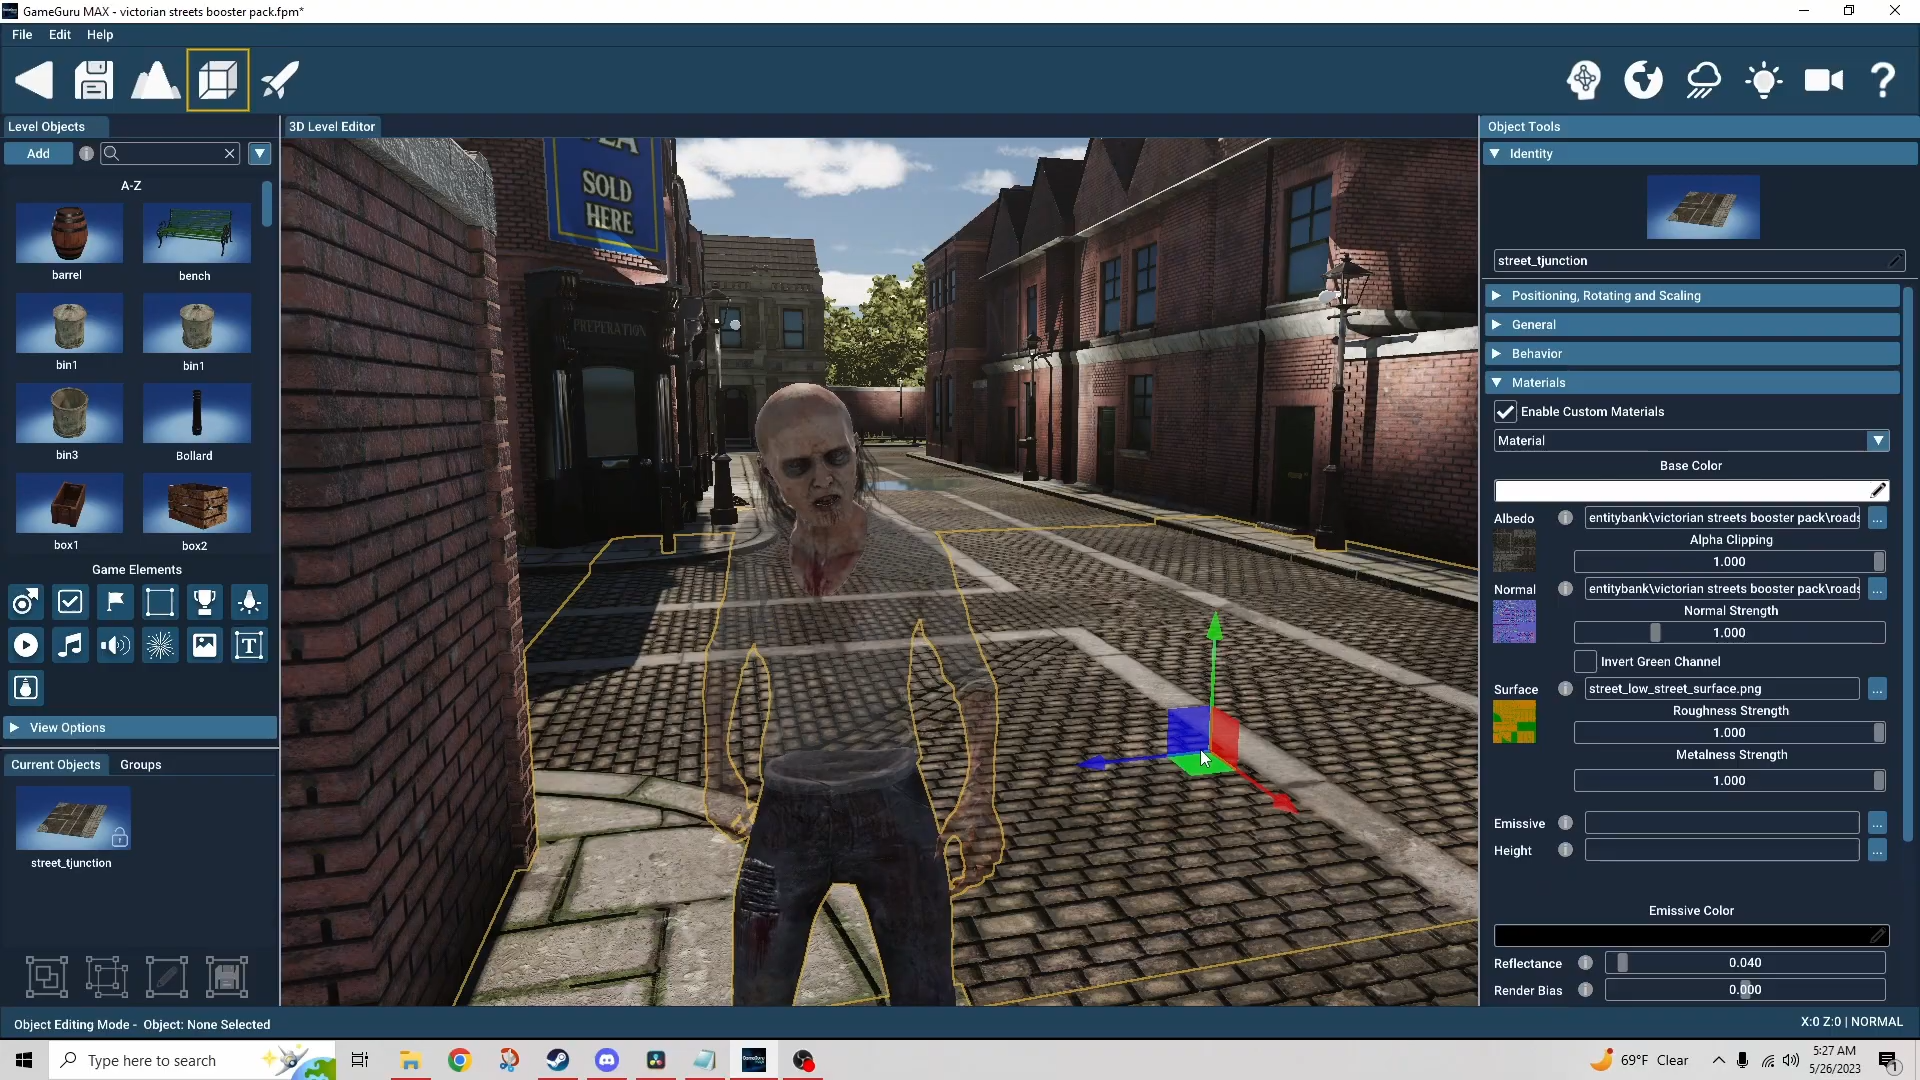 GameGuru MAX - victorian streets booster pack.fpm*
File Edit Help
Level Objects
3D Level Editor
Object Tools
Add
A-Z
barrel
bench
bin1
bin1
bin3
Bollard
box1
box2
Game Elements
View Options
Current Objects
Groups
street_tjunction
SOLD
HERE
PREPERATION
Identity
street_tjunction
Positioning, Rotating and Scaling
General
Behavior
Materials
Enable Custom Materials
Material
Base Color
Albedo
entitybank\victorian streets booster pack\roads
...
Alpha Clipping
1.000
Normal
entitybank\victorian streets booster pack\roads
...
Normal Strength
1.000
Invert Green Channel
Surface
street_low_street_surface.png
...
Roughness Strength
1.000
Metalness Strength
1.000
Emissive
...
Height
...
Emissive Color
Reflectance
0.040
Render Bias
0.000
Object Editing Mode - Object: None Selected
X:0 Z:0 | NORMAL
Type here to search
69°F Clear
5:27 AM
5/26/2023
1